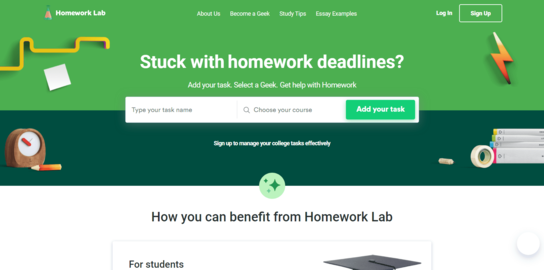 Homework Lab
About Us Become a Geek Study Tips Essay Examples
Log In Sign Up
Stuck with homework deadlines?
Add your task. Select a Geek. Get help with Homework
Type your task name Choose your course Add your task
Sign up to manage your college tasks effectively
How you can benefit from Homework Lab
For students